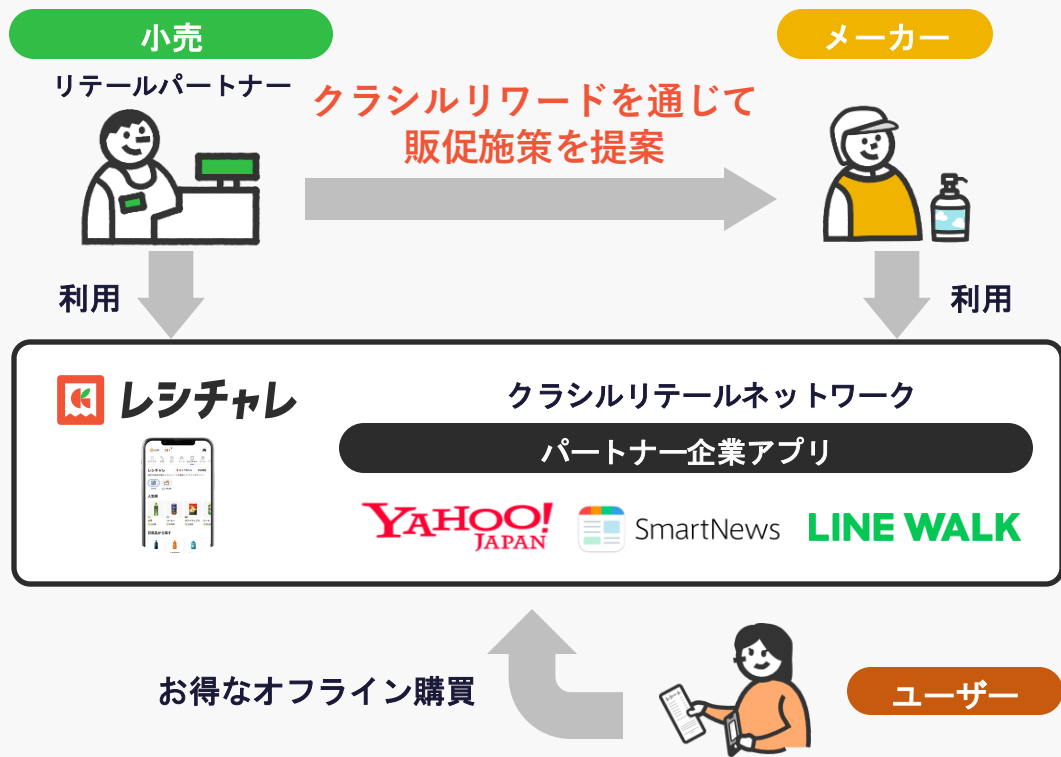 小売
メーカー
リテールパートナー
クラシルリワードを通じて
販促施策を提案
利用
利用
レシチャレ
クラシルリテールネットワーク
パートナー企業アプリ
YAHOO!
JAPAN
SmartNews
LINE WALK
お得なオフライン購買
ユーザー
レシート